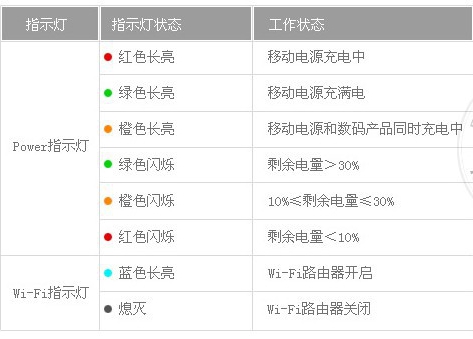 指示灯 指示灯状态 工作状态
红色长亮 移动电源充电中
绿色长亮 移动电源充满电
橙色长亮 移动电源和数码产品同时充电中
Power指示灯 绿色闪烁 剩余电量＞30%
橙色闪烁 10%≤剩余电量≤30%
红色闪烁 剩余电量＜10%
Wi-Fi指示灯 蓝色长亮 Wi-Fi路由器开启
熄灭 Wi-Fi路由器关闭